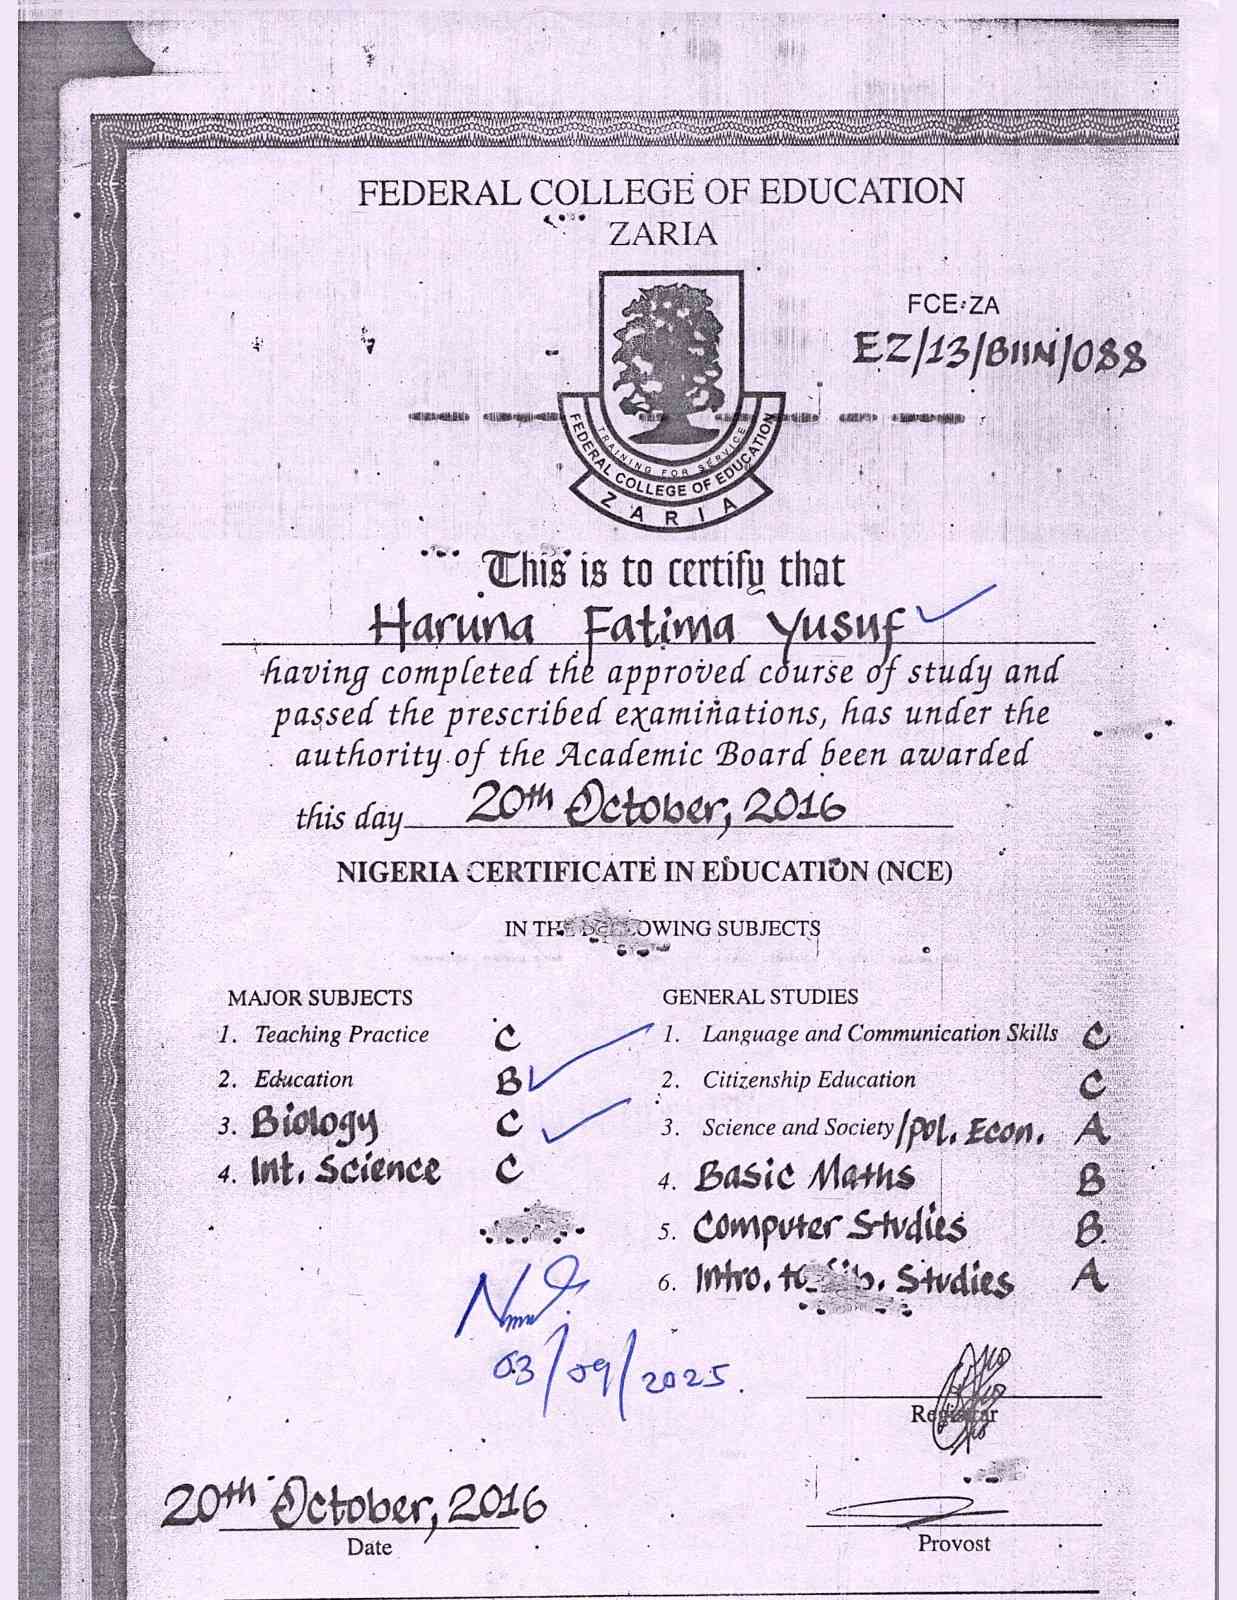 FEDERAL COLLEGE OF EDUCATION
ZARIA
FCE:ZA
EZ/13/BIIN/088
TRAINING FOR SERVICE
FEDERAL COLLEGE OF EDUCATION
ZARIA
This is to certify that
Haruna Fatima Yusuf
having completed the approved course of study and
passed the prescribed examinations, has under the
authority of the Academic Board been awarded
this day 20th October, 2016
NIGERIA CERTIFICATE IN EDUCATION (NCE)
IN THE FOLLOWING SUBJECTS
MAJOR SUBJECTS
1. Teaching Practice C
2. Education B
3. Biology C
4. Int. Science C
GENERAL STUDIES
1. Language and Communication Skills C
2. Citizenship Education C
3. Science and Society/Pol. Econ. A
4. Basic Maths B
5. Computer Studies B
6. Intro. to Lib. Studies A
03/09/2025.
Registrar
20th October, 2016
Date
Provost